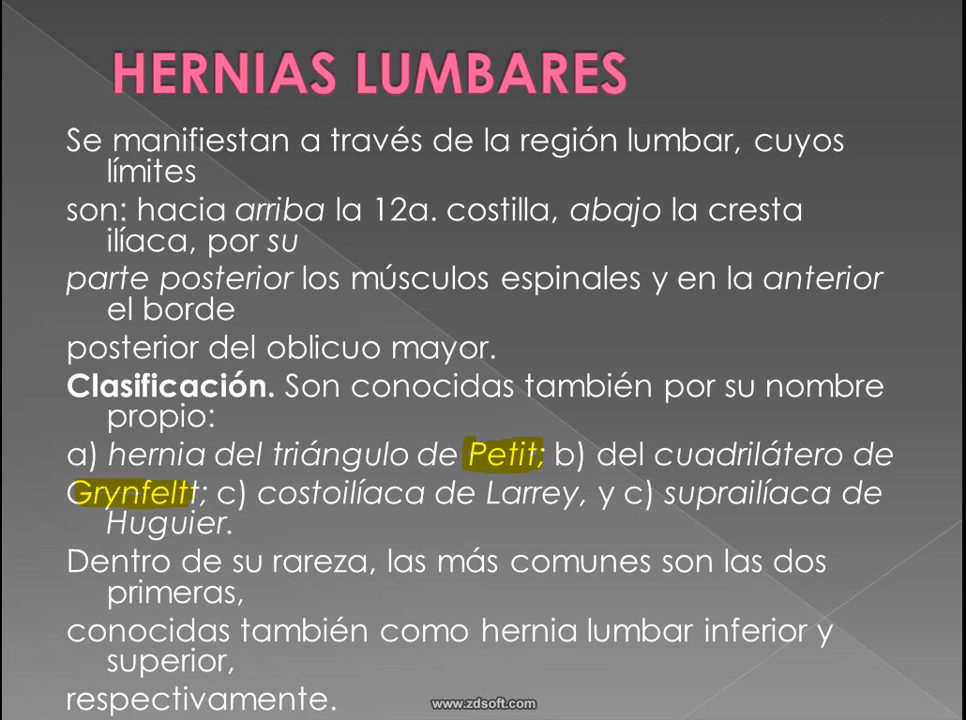 HERNIAS LUMBARES
Se manifiestan a través de la región lumbar, cuyos
límites
son: hacia arriba la 12a. costilla, abajo la cresta
ilíaca, por su
parte posterior los músculos espinales y en la anterior
el borde
posterior del oblicuo mayor.
Clasificación. Son conocidas también por su nombre
propio:
a) hernia del triángulo de Petit; b) del cuadrilátero de
Grynfeltt; c) costoilíaca de Larrey, y c) suprailíaca de
Huguier.
Dentro de su rareza, las más comunes son las dos
primeras,
conocidas también como hernia lumbar inferior y
superior,
respectivamente.
www.zdsoft.com